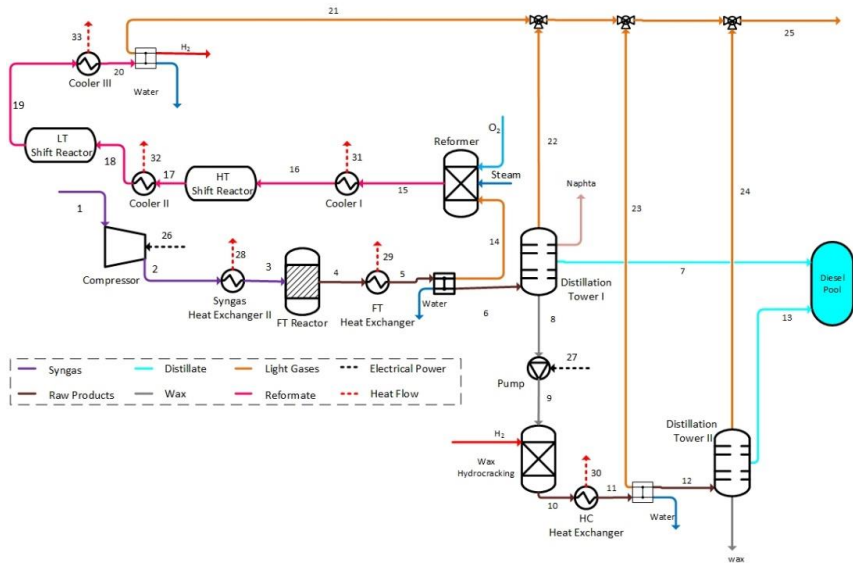 21
25
33
H₂
20
Cooler III
Water
19
LT
Shift Reactor
18
32
17
Cooler II
HT
Shift Reactor
16
31
Cooler I
15
Reformer
O₂
Steam
22
Naphta
23
24
1
26
2
Compressor
28
3
Syngas
Heat Exchanger II
FT Reactor
4
29
5
FT
Heat Exchanger
14
Water
6
Distillation
Tower I
7
Diesel
Pool
13
8
27
Pump
9
Syngas
Distillate
Light Gases
Electrical Power
Raw Products
Wax
Reformate
Heat Flow
H₂
Wax
Hydrocracking
10
30
11
HC
Heat Exchanger
Water
12
Distillation
Tower II
wax